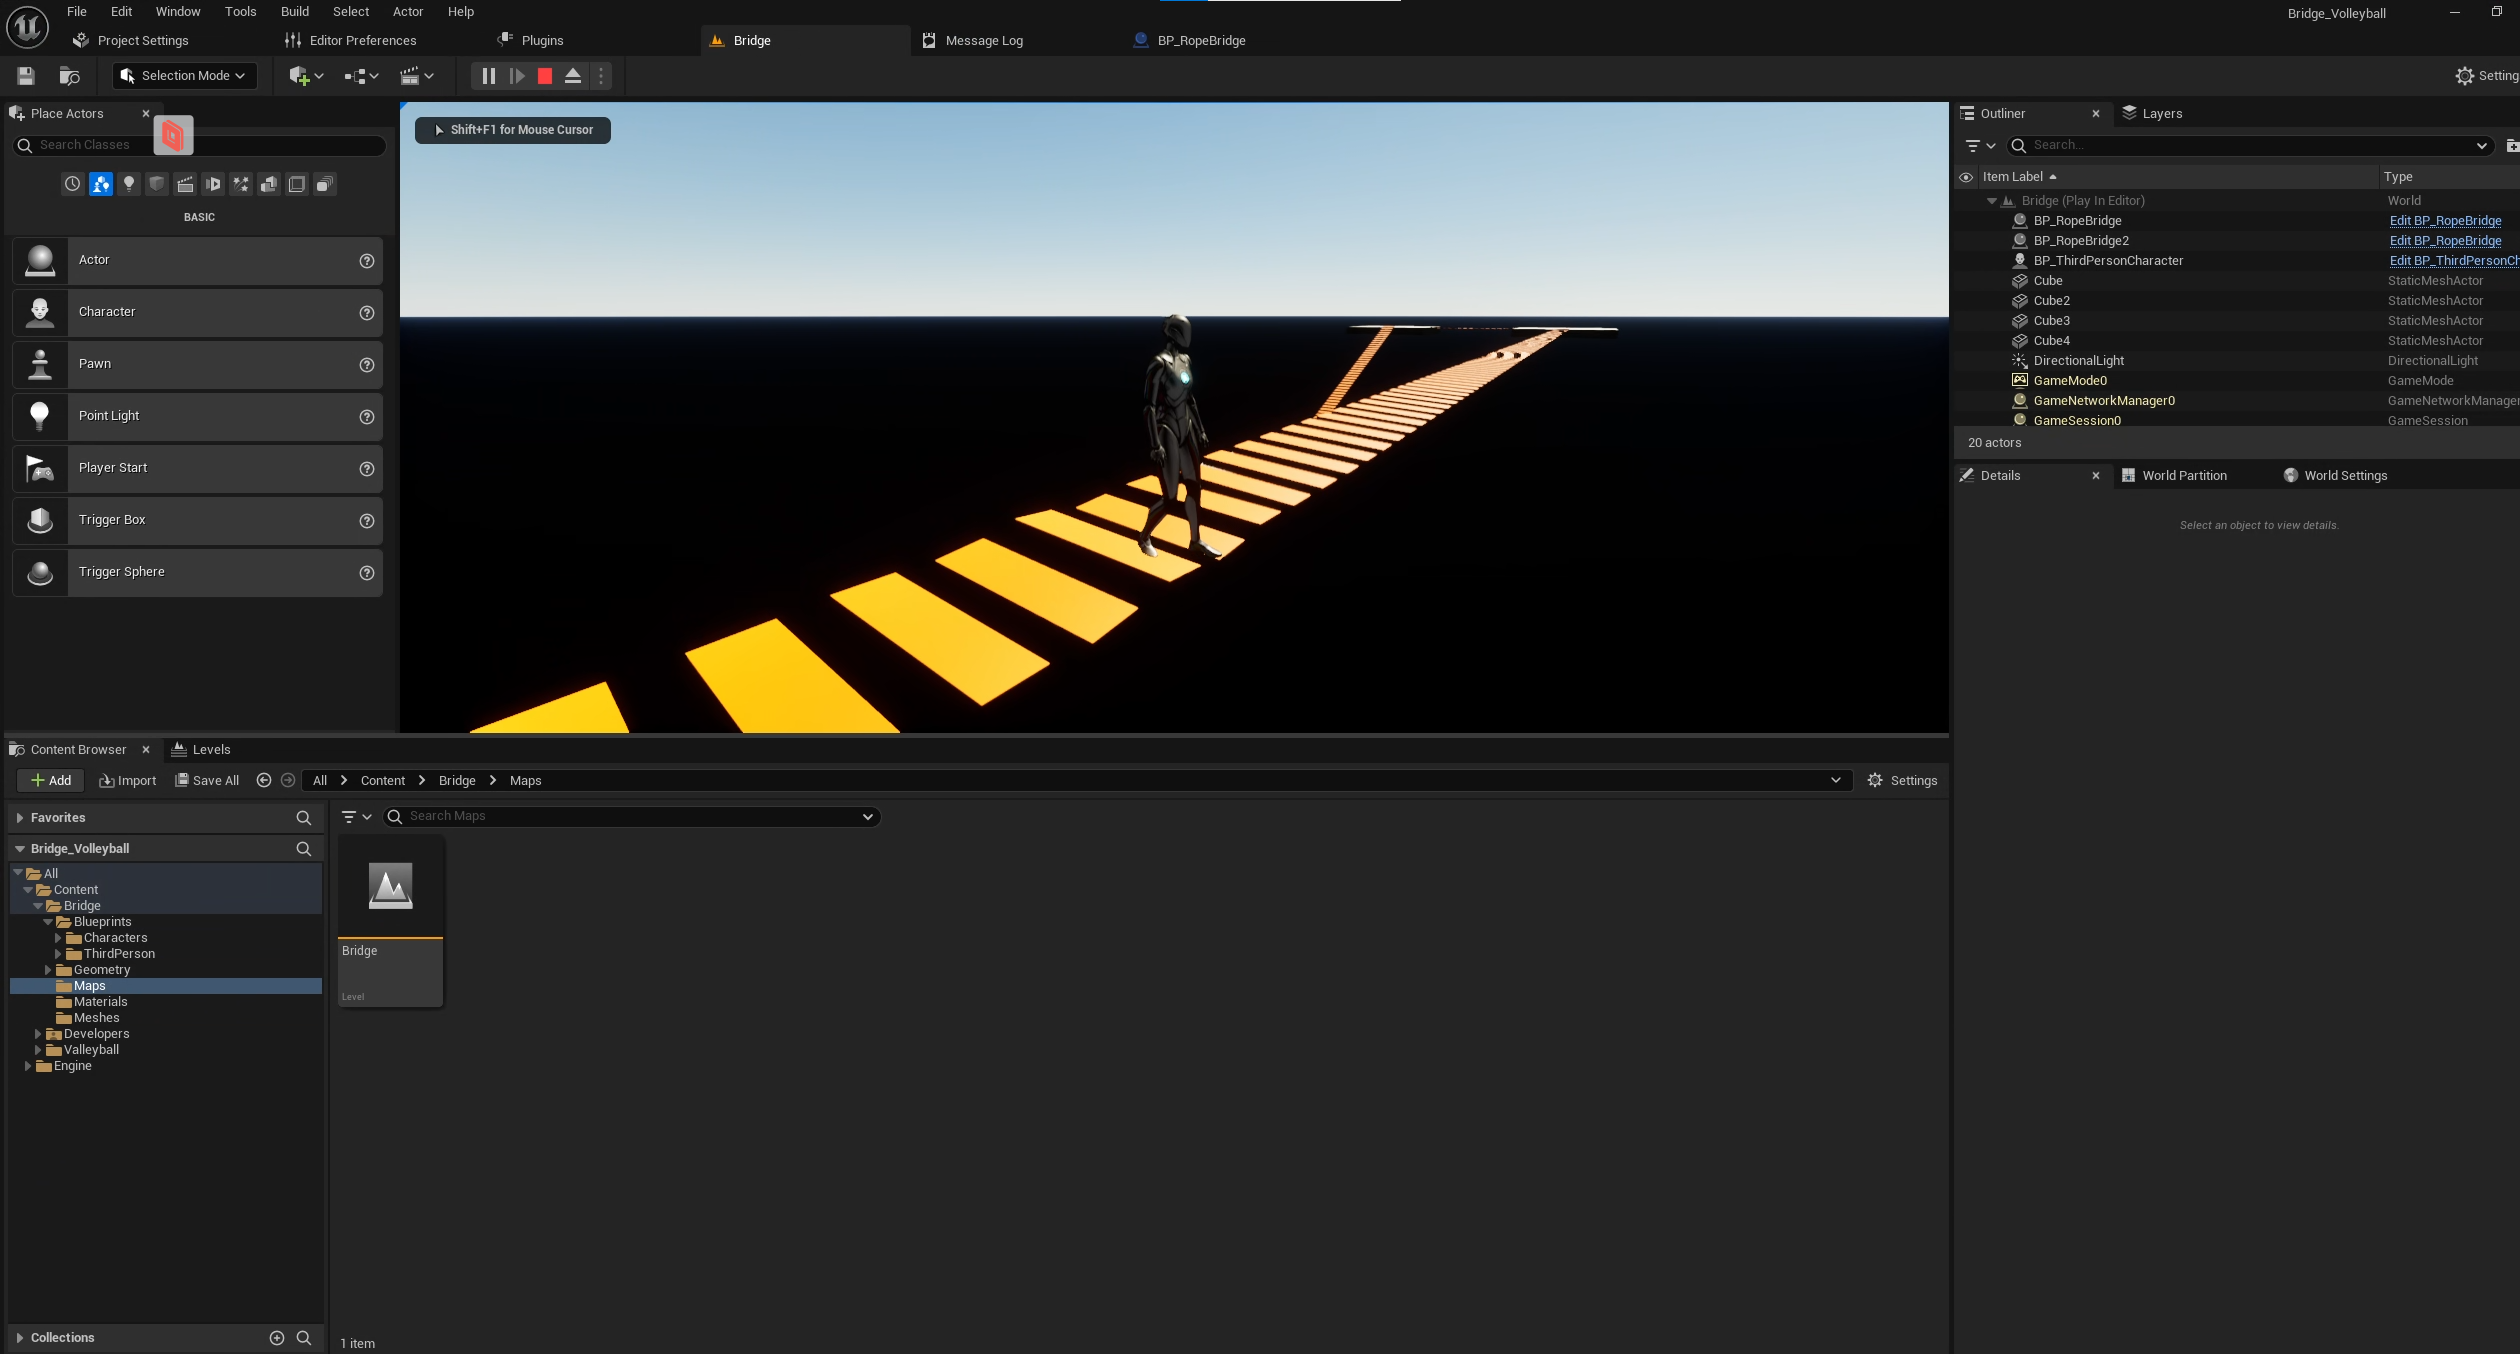 File Edit Window Tools Build Select Actor Help
Bridge_Volleyball
Project Settings
Editor Preferences
Plugins
Bridge
Message Log
BP_RopeBridge
Selection Mode
Setting
Place Actors
Search Classes
BASIC
Actor
Character
Pawn
Point Light
Player Start
Trigger Box
Trigger Sphere
Shift+F1 for Mouse Cursor
Outliner
Layers
Search...
Item Label Type
Bridge (Play In Editor) World
BP_RopeBridge Edit BP_RopeBridge
BP_RopeBridge2 Edit BP_RopeBridge
BP_ThirdPersonCharacter Edit BP_ThirdPersonCh
Cube StaticMeshActor
Cube2 StaticMeshActor
Cube3 StaticMeshActor
Cube4 StaticMeshActor
DirectionalLight DirectionalLight
GameMode0 GameMode
GameNetworkManager0 GameNetworkManager
GameSession0 GameSession
20 actors
Details
World Partition
World Settings
Select an object to view details.
Content Browser
Levels
Add
Import
Save All
All > Content > Bridge > Maps
Settings
Favorites
Bridge_Volleyball
All
Content
Bridge
Blueprints
Characters
ThirdPerson
Geometry
Maps
Materials
Meshes
Developers
Valleyball
Engine
Collections
Search Maps
Bridge
Level
1 item